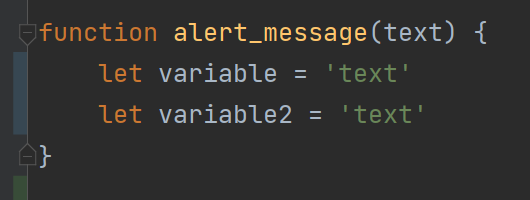 function alert_message(text) {
    let variable = 'text'
    let variable2 = 'text'
}